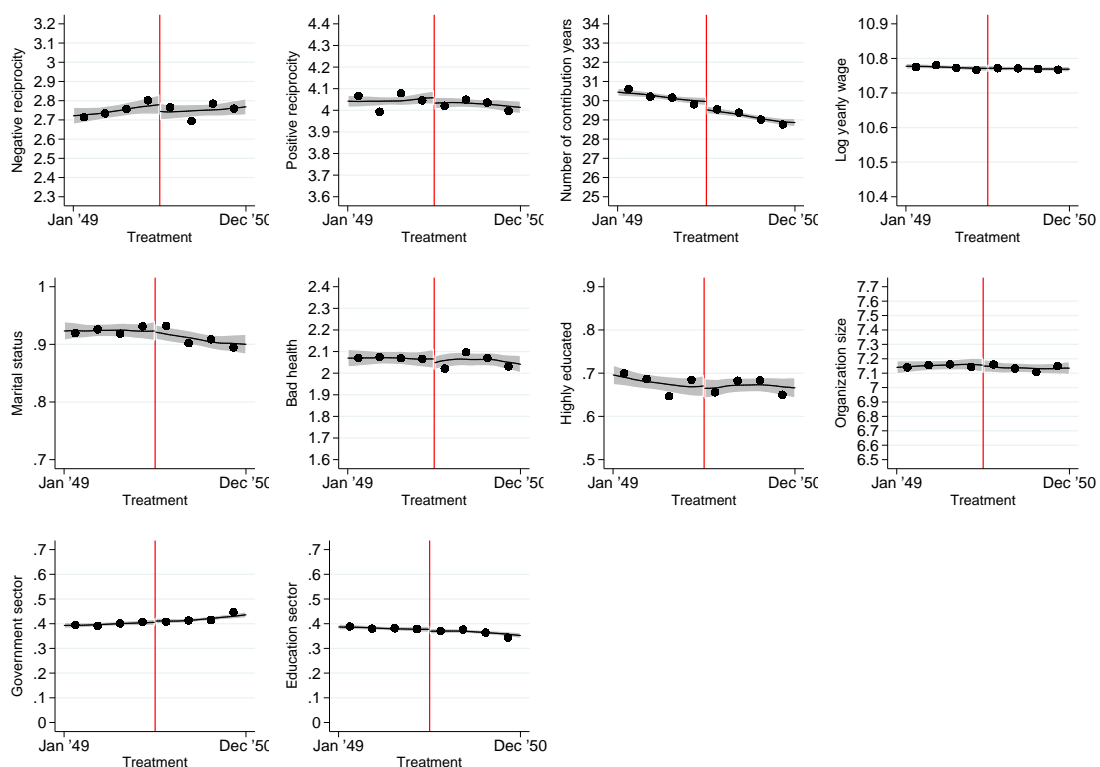 Negative reciprocity
3.2
3.1
3
2.9
2.8
2.7
2.6
2.5
2.4
2.3
Jan '49
Dec '50
Treatment
Positive reciprocity
4.4
4.3
4.2
4.1
4
3.9
3.8
3.7
3.6
Jan '49
Dec '50
Treatment
Number of contribution years
34
33
32
31
30
29
28
27
26
25
Jan '49
Dec '50
Treatment
Log yearly wage
10.9
10.8
10.7
10.6
10.5
10.4
Jan '49
Dec '50
Treatment
Marital status
1
.9
.8
.7
Jan '49
Dec '50
Treatment
Bad health
2.4
2.3
2.2
2.1
2
1.9
1.8
1.7
1.6
Jan '49
Dec '50
Treatment
Highly educated
.9
.8
.7
.6
.5
Jan '49
Dec '50
Treatment
Organization size
7.7
7.6
7.5
7.4
7.3
7.2
7.1
7
6.9
6.8
6.7
6.6
6.5
Jan '49
Dec '50
Treatment
Government sector
.7
.6
.5
.4
.3
.2
.1
0
Jan '49
Dec '50
Treatment
Education sector
.7
.6
.5
.4
.3
.2
.1
0
Jan '49
Dec '50
Treatment